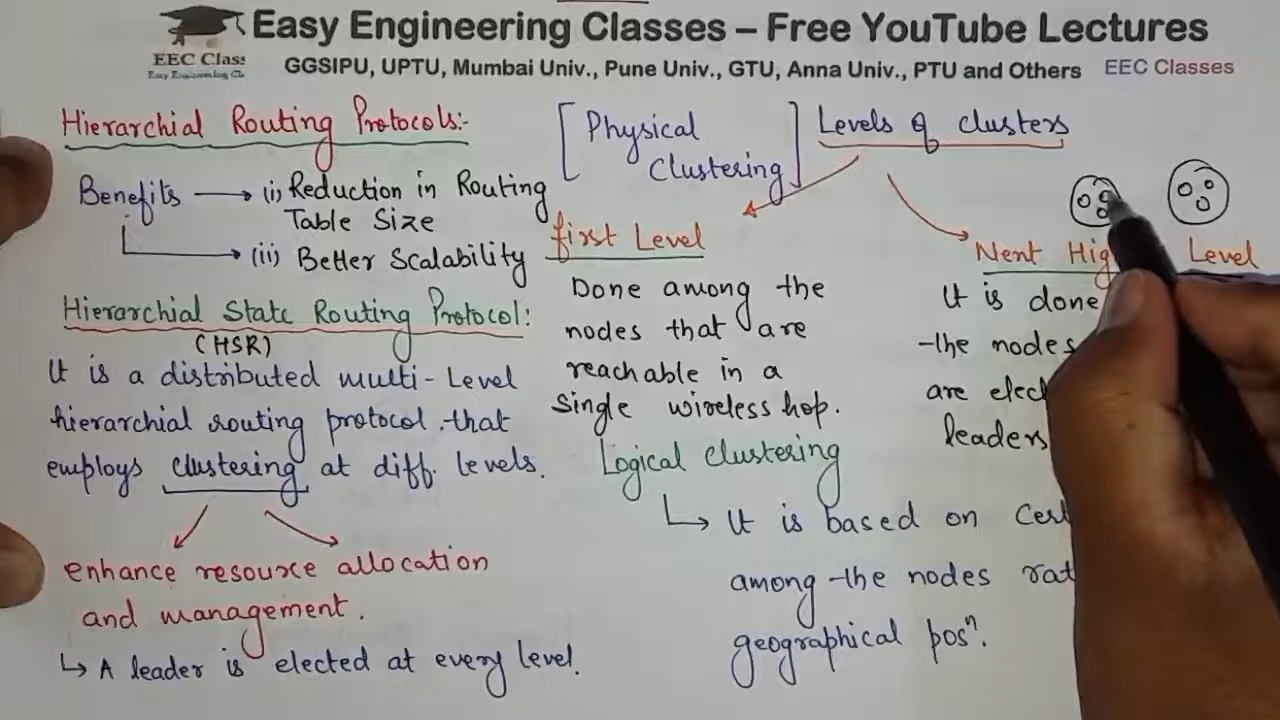 Easy Engineering Classes – Free YouTube Lectures
EEC Class
Easy Engineering Cl
GGSIPU, UPTU, Mumbai Univ., Pune Univ., GTU, Anna Univ., PTU and Others EEC Classes
Hierarchial Routing Protocols:-
Benefits → (i) Reduction in Routing
Table Size
(ii) Better Scalability
Hierarchial State Routing Protocol:
(HSR)
It is a distributed multi-Level
hierarchial routing protocol that
employs clustering at diff. levels.
enhance resource allocation
and management.
↳ A leader is elected at every level.
[Physical
Clustering]
Levels of clusters
first Level
Done among the
nodes that are
reachable in a
single wireless hop.
Logical clustering
↳ It is based on
among the nodes
geographical posⁿ.
Next Level
It is done
the nodes
are
leaders